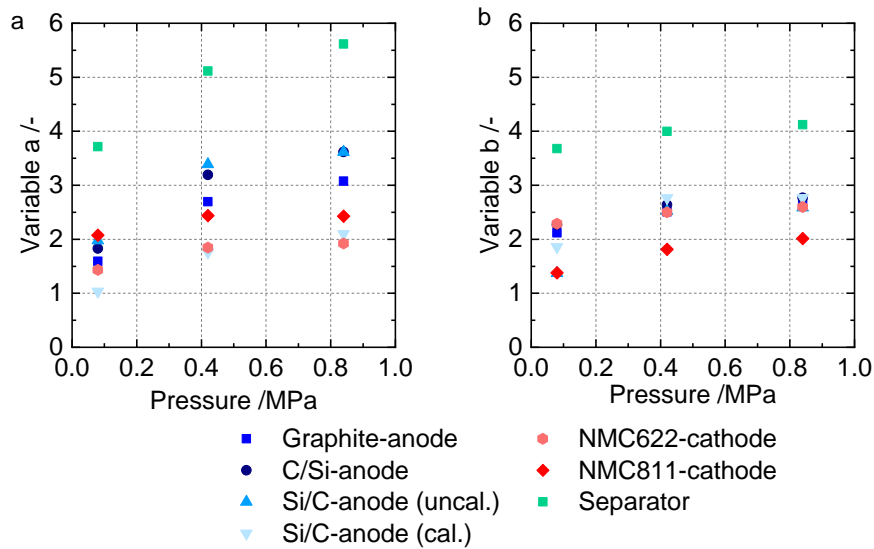 a
6
5
4
3
2
1
0
Variable a /-
0.0 0.2 0.4 0.6 0.8 1.0
Pressure /MPa
b
6
5
4
3
2
1
0
Variable b /-
0.0 0.2 0.4 0.6 0.8 1.0
Pressure /MPa
Graphite-anode
C/Si-anode
Si/C-anode (uncal.)
Si/C-anode (cal.)
NMC622-cathode
NMC811-cathode
Separator